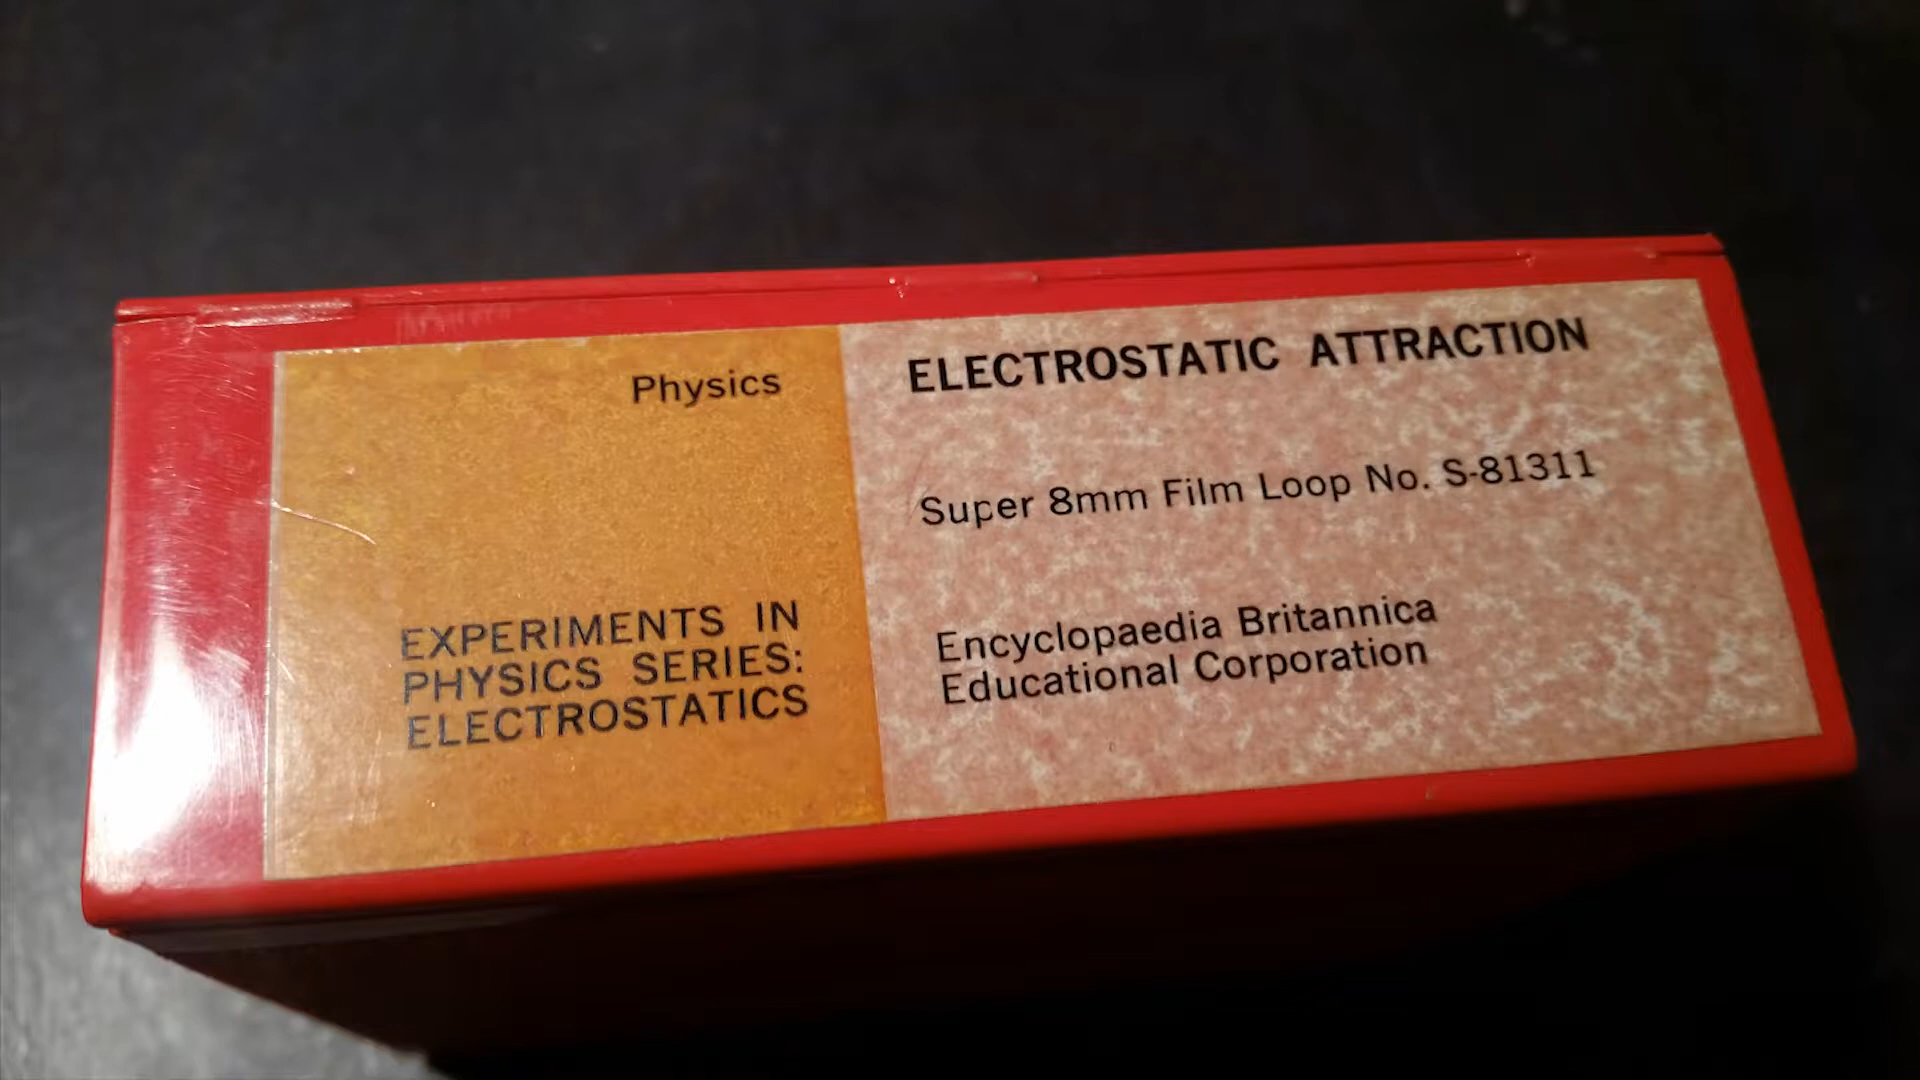 Physics
EXPERIMENTS IN
PHYSICS SERIES:
ELECTROSTATICS
ELECTROSTATIC ATTRACTION
Super 8mm Film Loop No. S-81311
Encyclopaedia Britannica
Educational Corporation